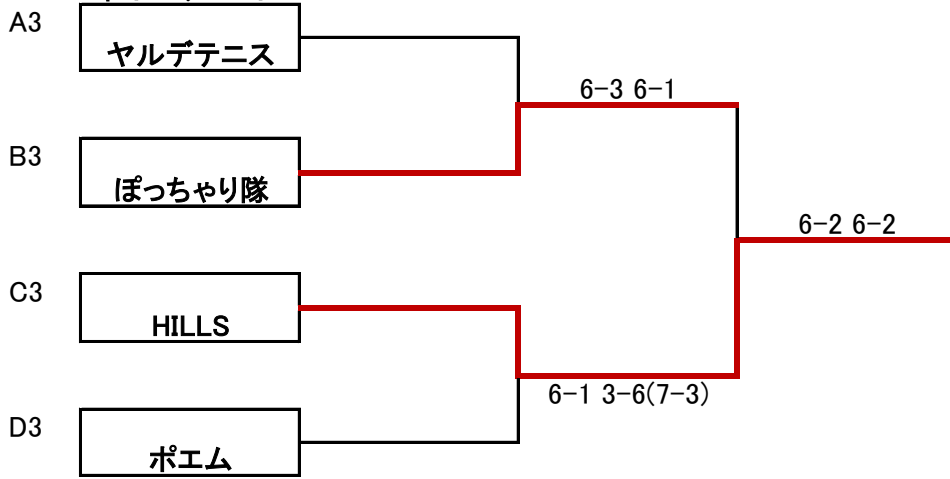 A3
ヤルデテニス
6-3 6-1
B3
ぽっちゃり隊
6-2 6-2
C3
HILLS
6-1 3-6(7-3)
D3
ポエム